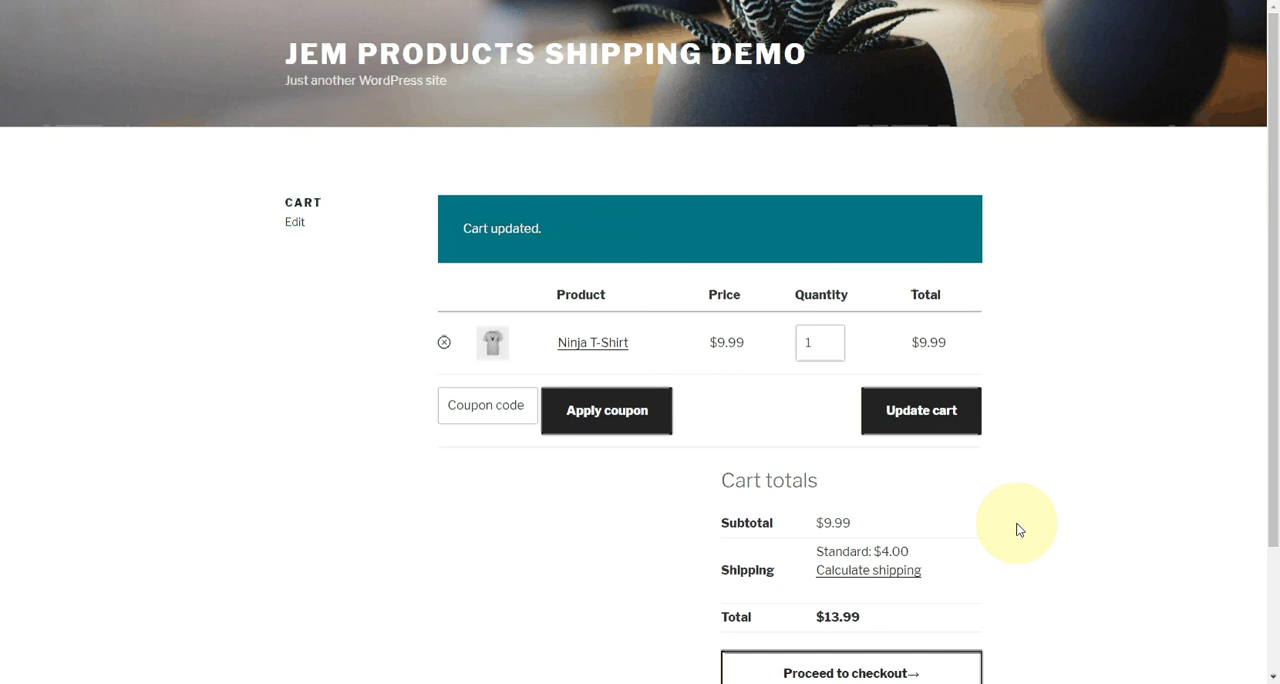 JEM PRODUCTS SHIPPING DEMO
Just another WordPress site
CART
Edit
Cart updated.
Product Price Quantity Total
Ninja T-Shirt $9.99 1 $9.99
Coupon code Apply coupon Update cart
Cart totals
Subtotal $9.99
Standard: $4.00
Shipping Calculate shipping
Total $13.99
Proceed to checkout→